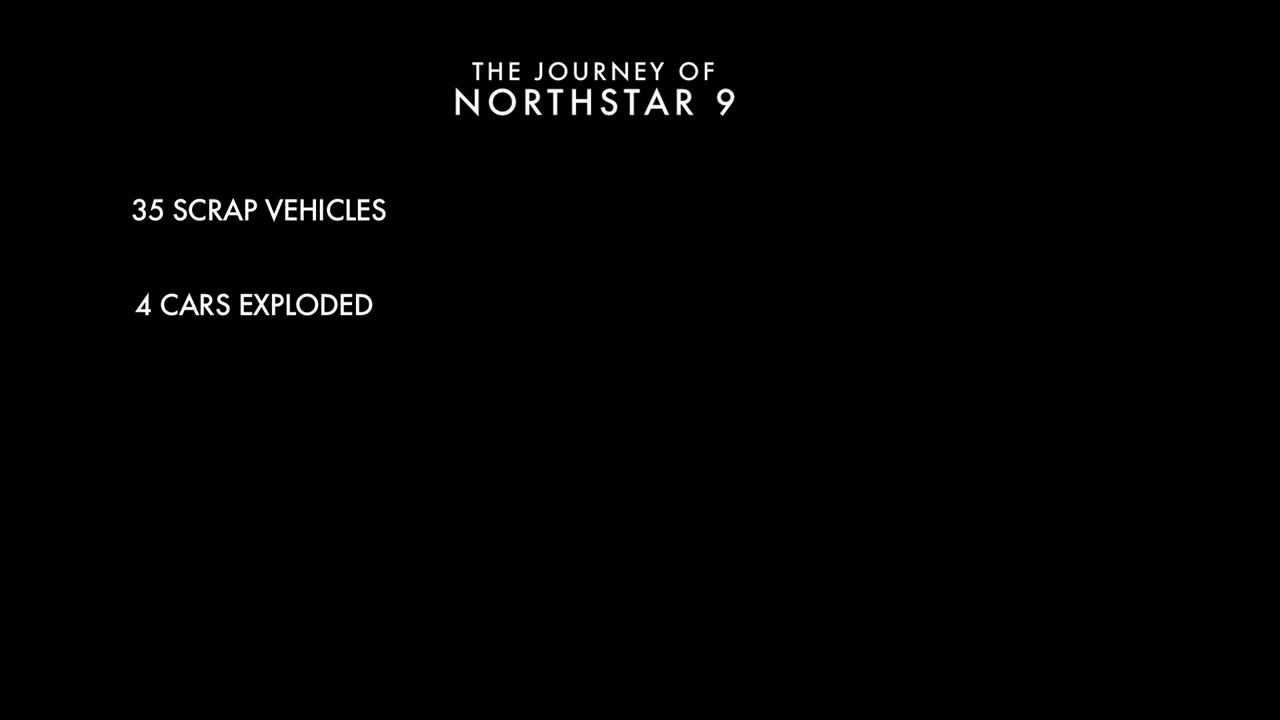 THE JOURNEY OF
NORTHSTAR 9
35 SCRAP VEHICLES
4 CARS EXPLODED